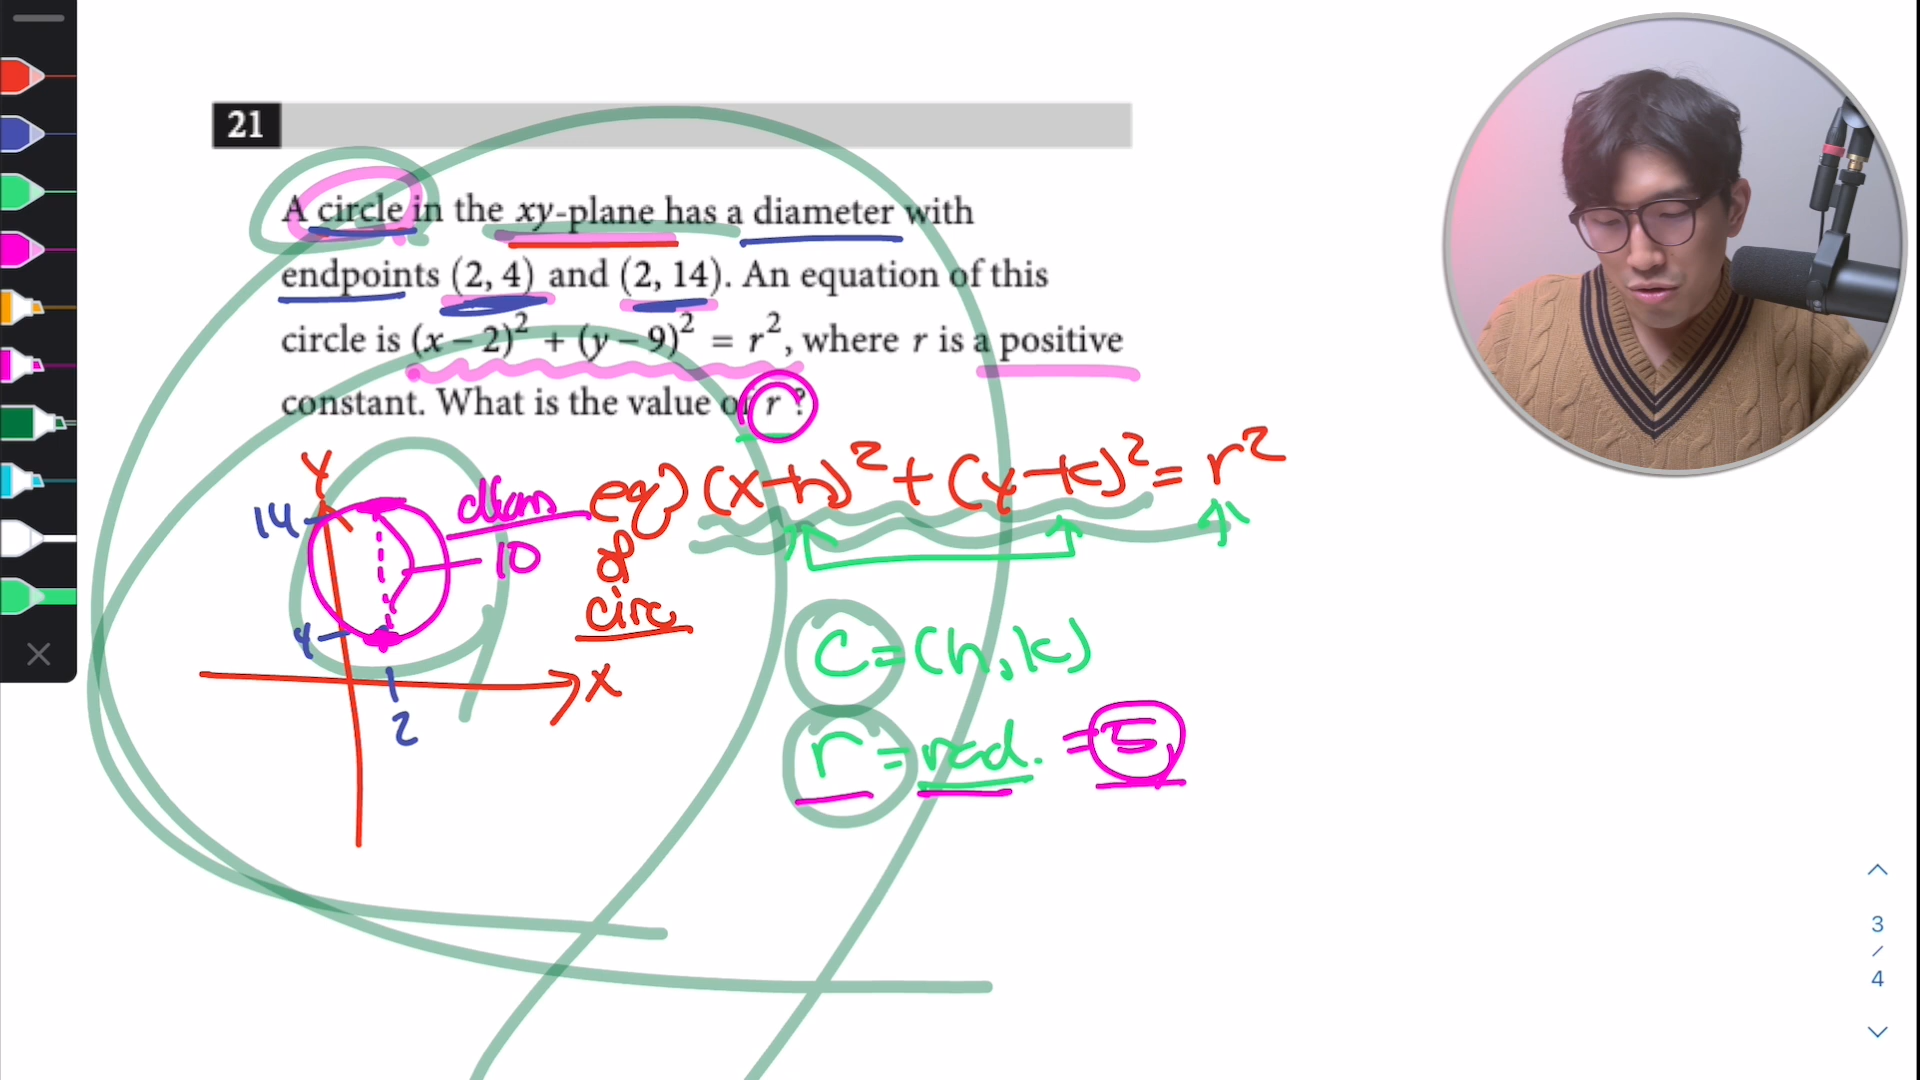 21
A circle in the xy-plane has a diameter with
endpoints (2, 4) and (2, 14). An equation of this
circle is (x − 2)² + (y − 9)² = r², where r is a positive
constant. What is the value of r ?
Y
14
diam
10
4
2
X
eq) (x-h)² + (y-k)² = r²
of
circ
C = (h, k)
r = rad. = 5
3
/
4